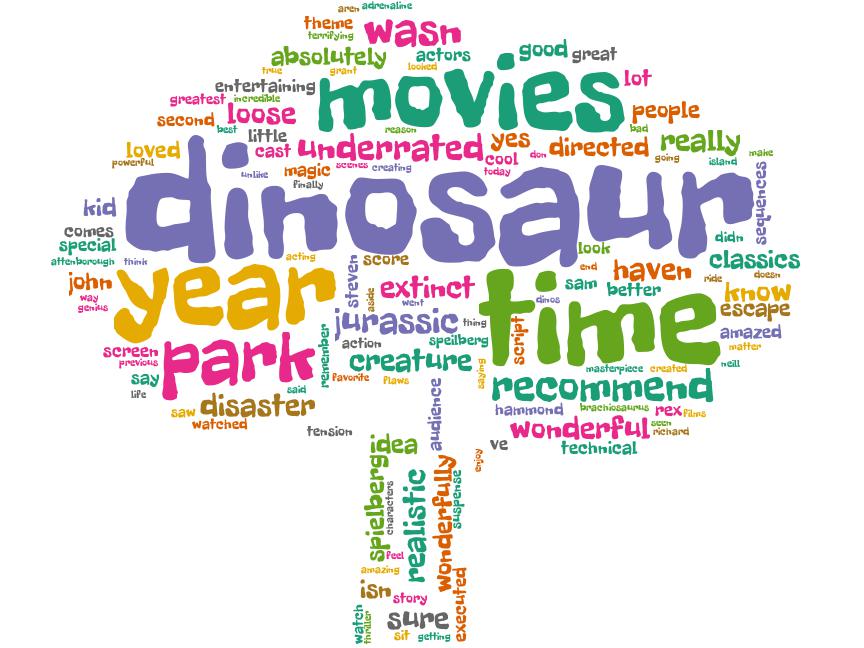 aren adrenaline
theme wasn
terrifying
absolutely actors good great
true grant looked
entertaining movies lot
greatest incredible loose people
second best little reason bad
loved cast underrated yes directed really
powerful magic scenes creating cool don going island make
unlike finally today
dinosaur sequences
kid
comes
special didn
attenborough think acting score look classics
john year steven extinct time end haven ride doesn
way aside went dinos sam better know
genius jurassic thing script escape
screen park remember action spielberg amazed
previous creature matter
say favorite flaws saying masterpiece created neill
life said recommend
saw disaster audience hammond brachiosaurus rex films
watched tension wonderful seen richard
idea ve technical
spielberg characters realistic wonderfully suspense enjoy
feel
amazing
isn story executed
watch thriller sure
sit getting